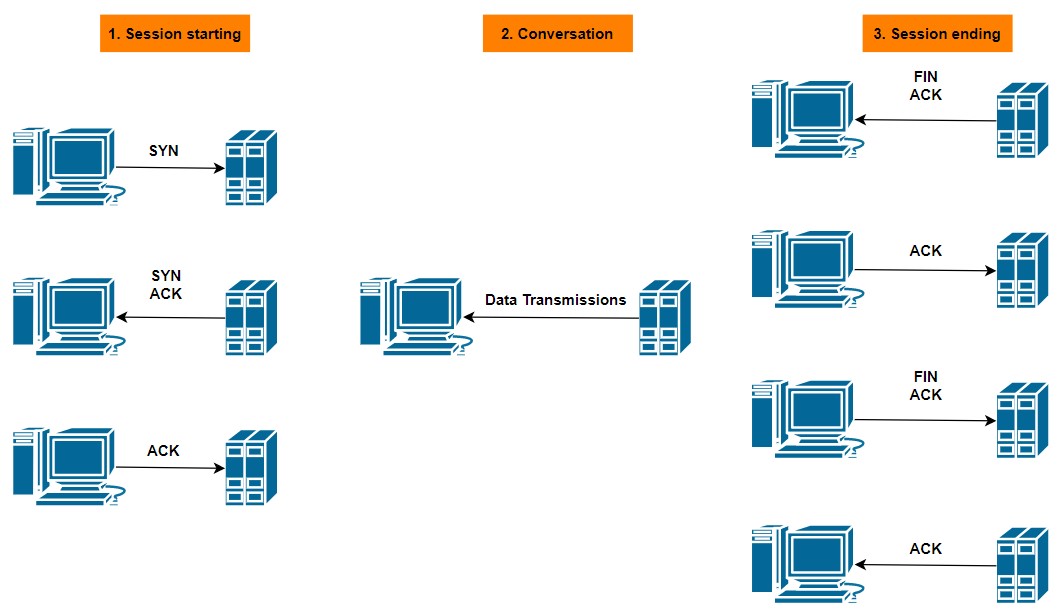 1. Session starting
SYN
SYN
ACK
ACK
2. Conversation
Data Transmissions
3. Session ending
FIN
ACK
ACK
FIN
ACK
ACK